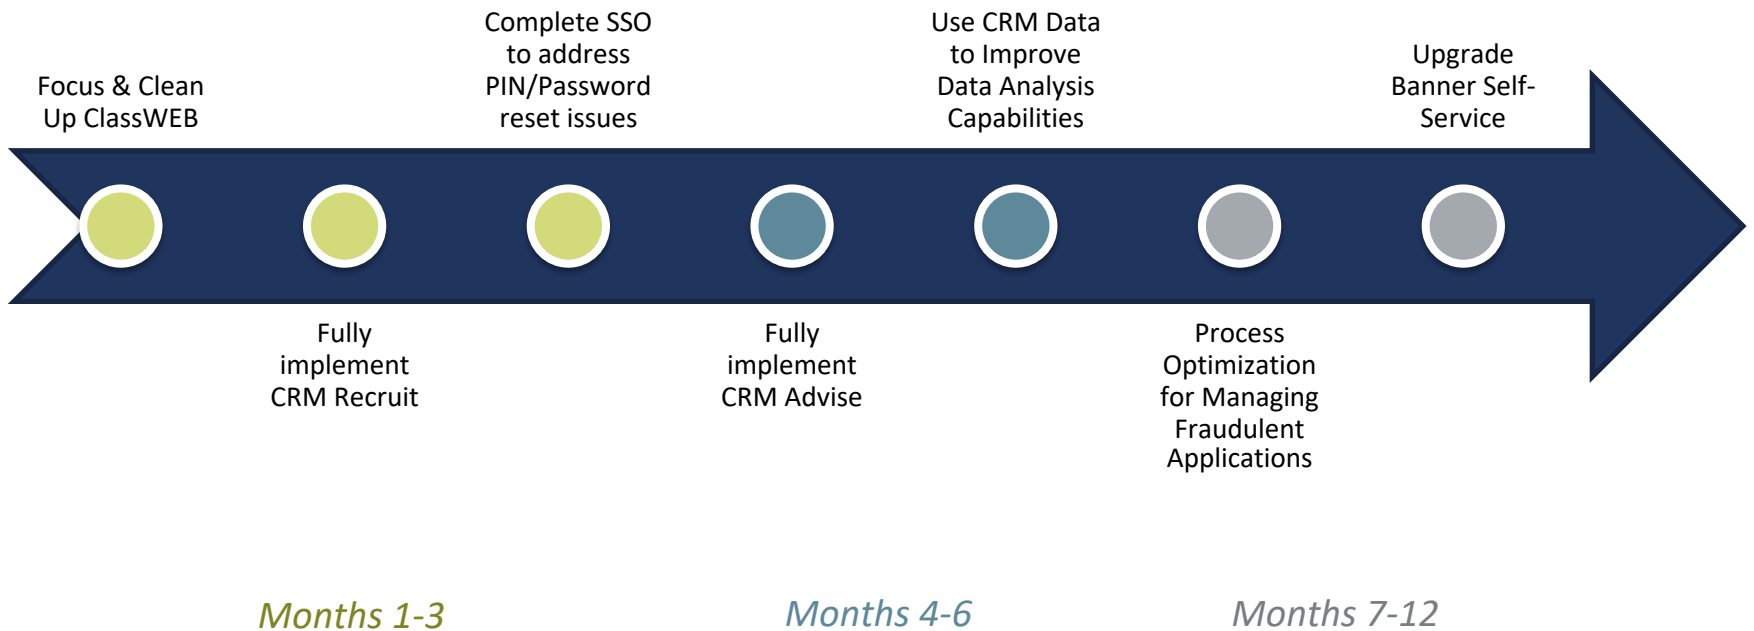 Focus & Clean
Up ClassWEB
Complete SSO
to address
PIN/Password
reset issues
Use CRM Data
to Improve
Data Analysis
Capabilities
Upgrade
Banner Self-
Service
Fully
implement
CRM Recruit
Fully
implement
CRM Advise
Process
Optimization
for Managing
Fraudulent
Applications
Months 1-3
Months 4-6
Months 7-12